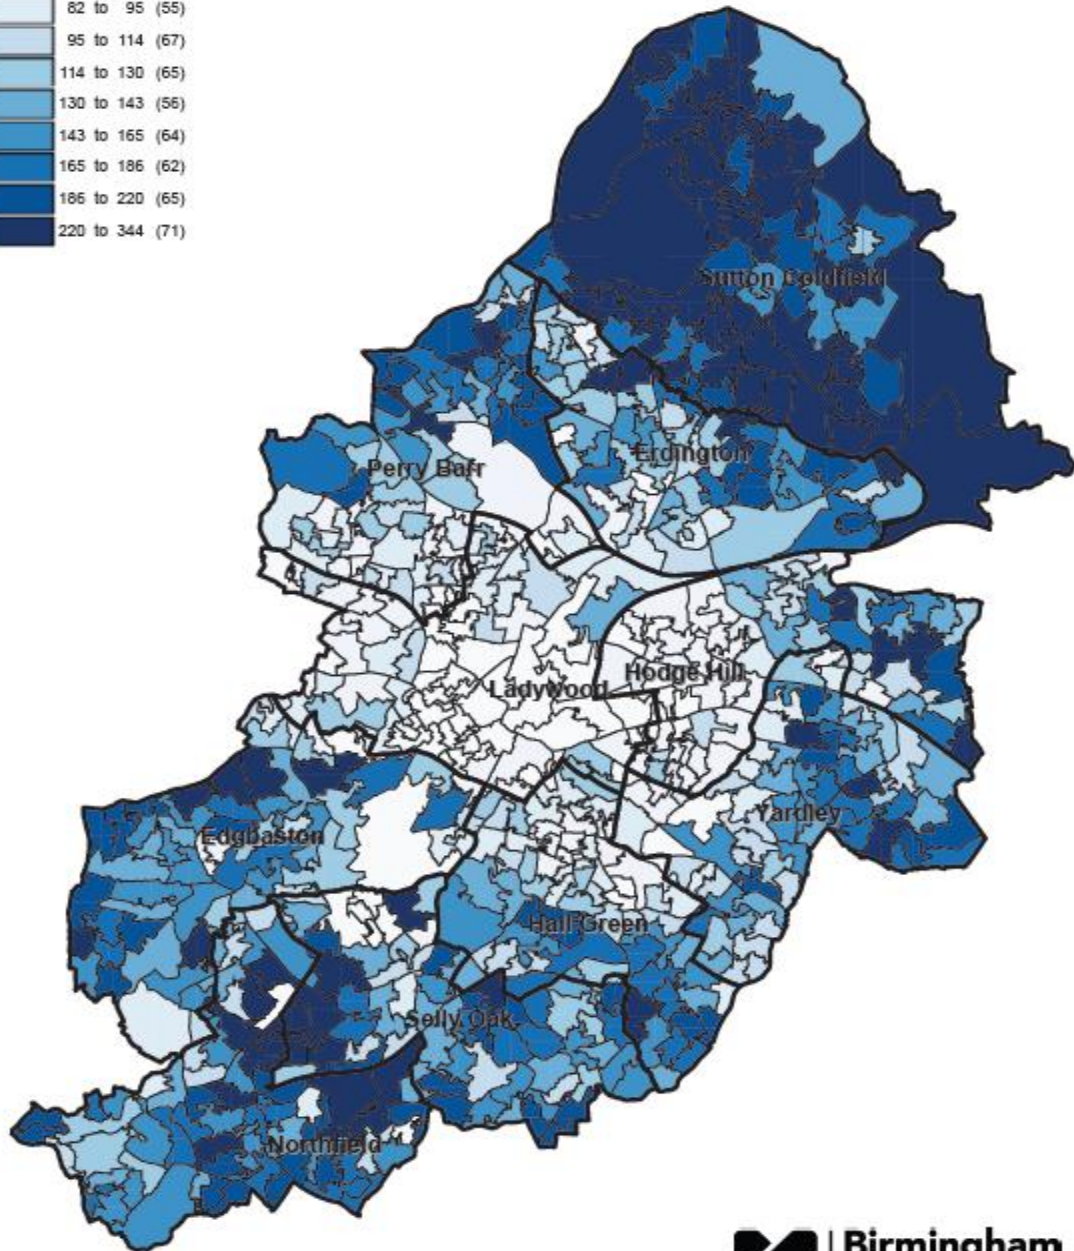 82 to 95 (55)
95 to 114 (67)
114 to 130 (65)
130 to 143 (56)
143 to 165 (64)
165 to 186 (62)
186 to 220 (65)
220 to 344 (71)
Sutton Coldfield
Erdington
Perry Barr
Hodge Hill
Ladywood
Yardley
Edgbaston
Hall Green
Selly Oak
Northfield
Birmingham